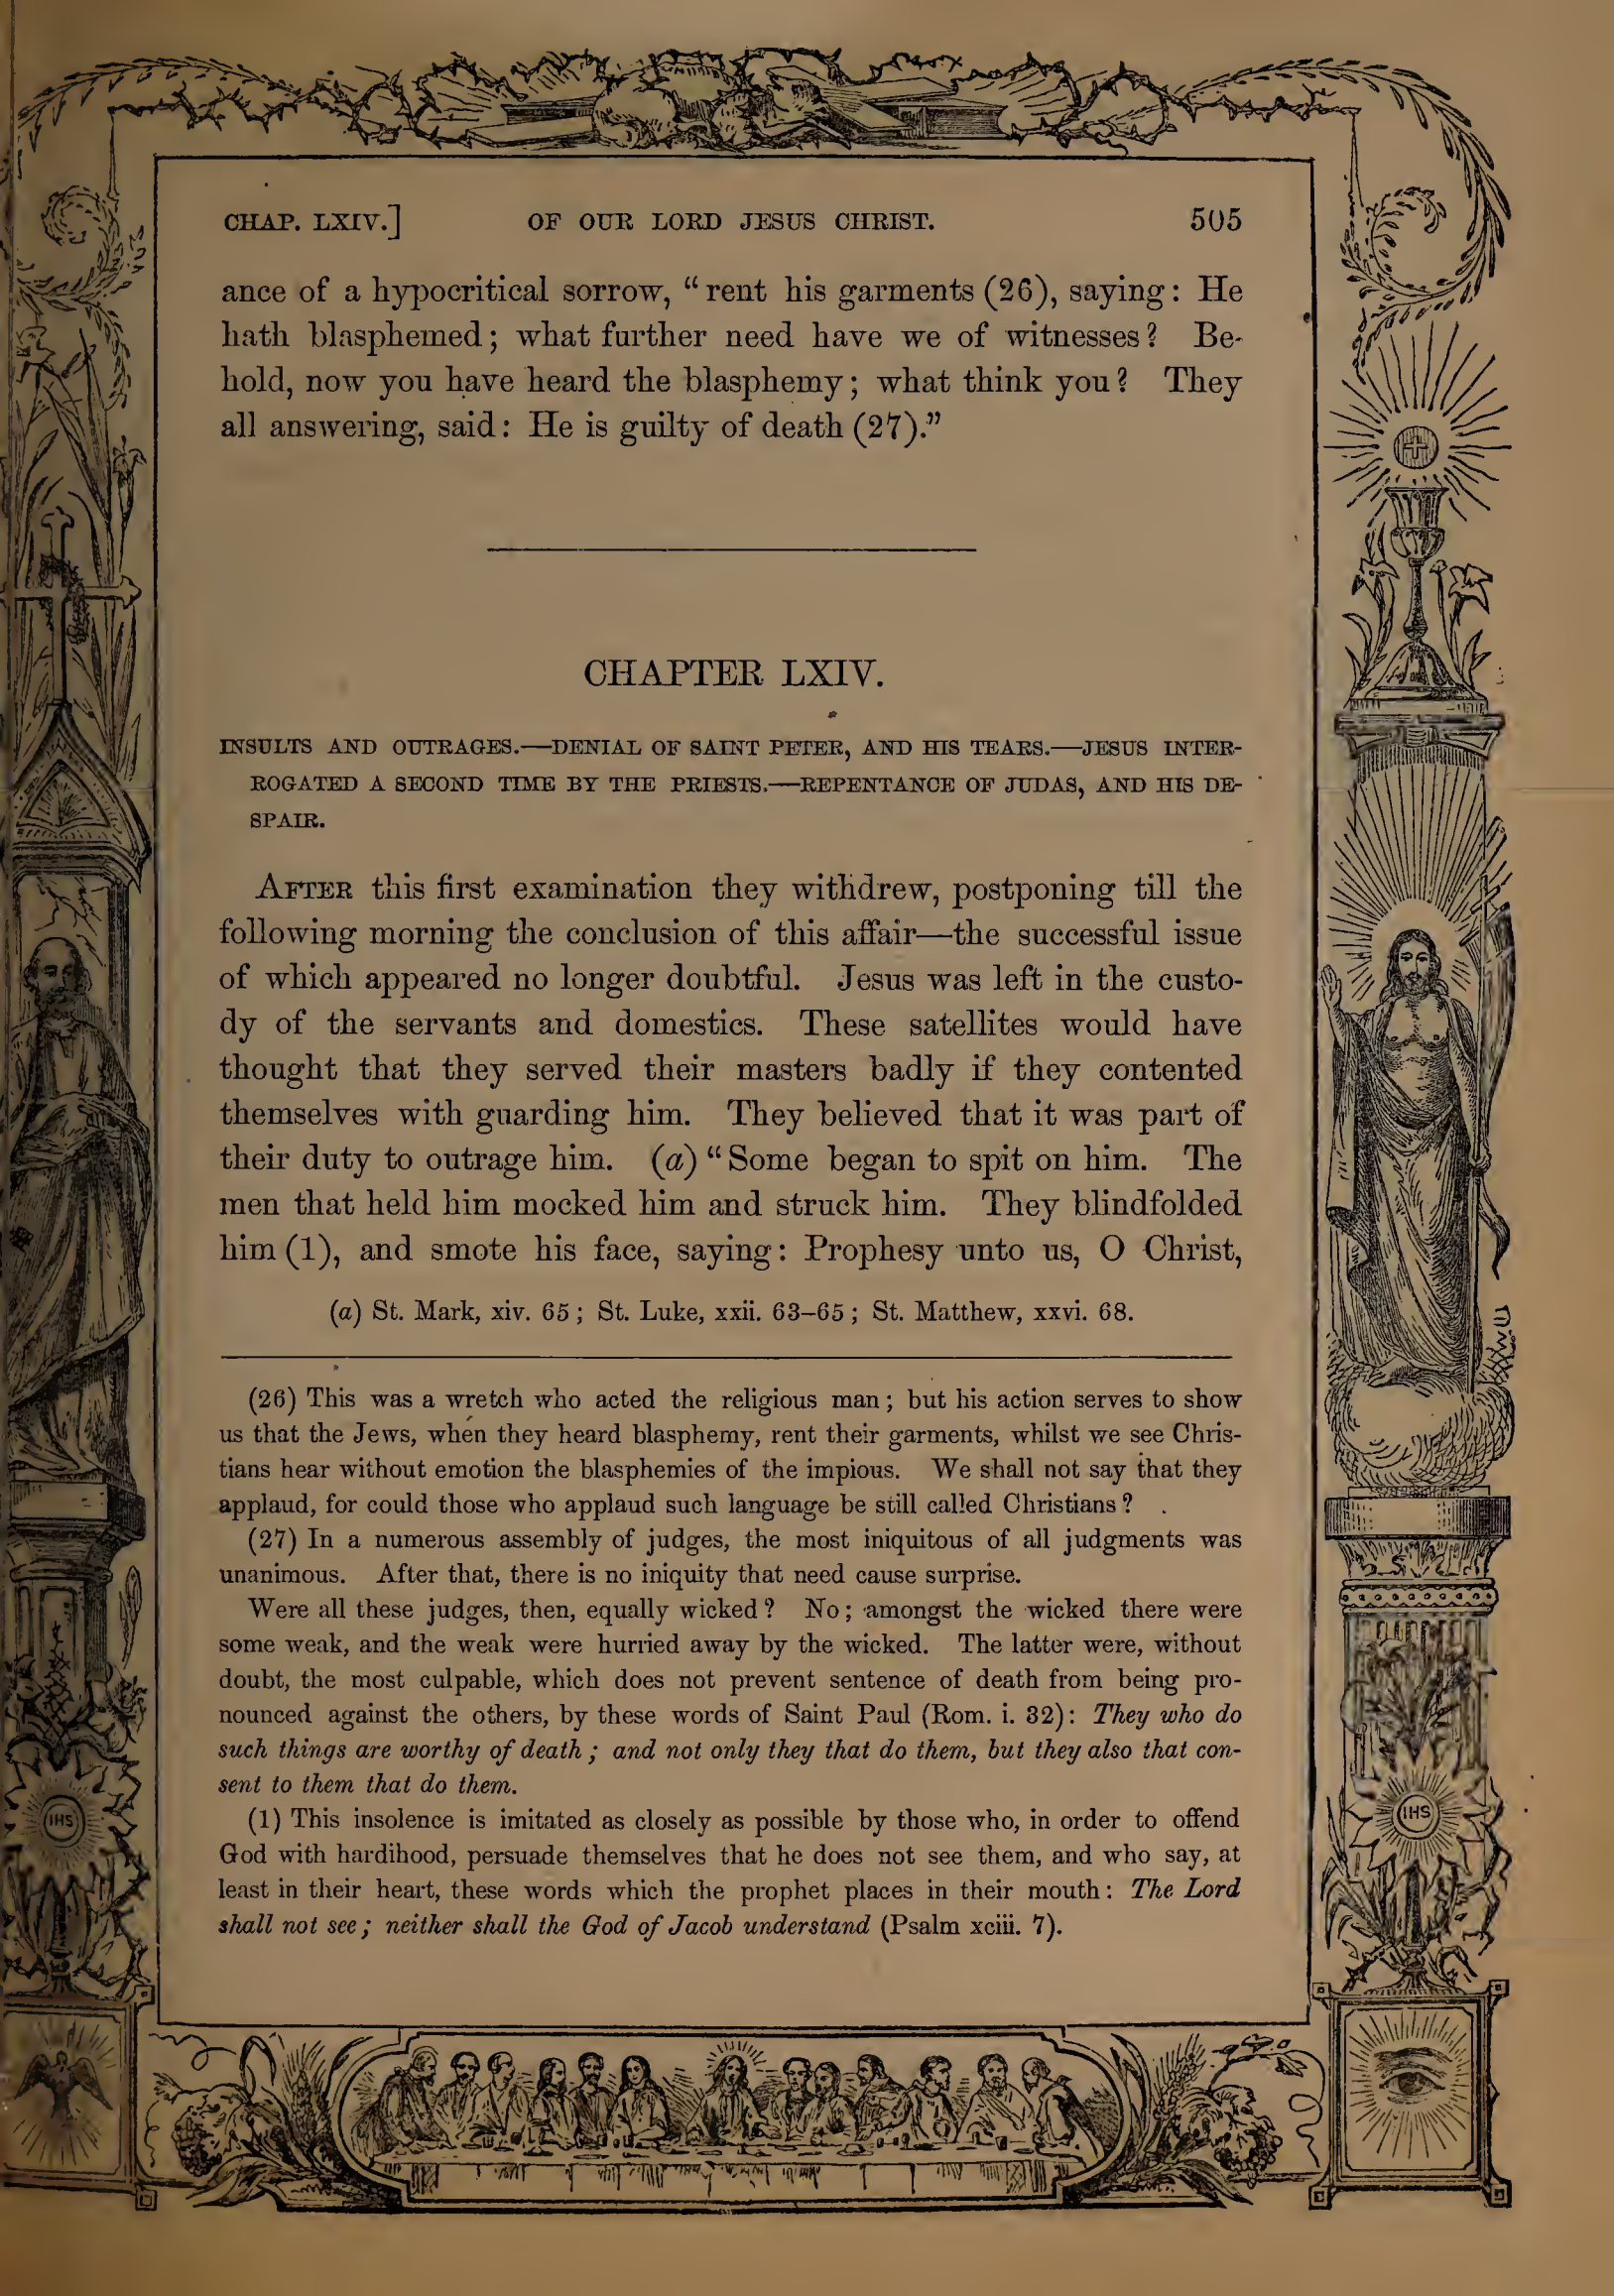 CHAP. LXIV.] OF OUR LORD JESUS CHRIST. 505
ance of a hypocritical sorrow, “rent his garments (26), saying: He
hath blasphemed; what further need have we of witnesses? Be-
hold, now you have heard the blasphemy; what think you? They
all answering, said: He is guilty of death (27).”
CHAPTER LXIV.
INSULTS AND OUTRAGES.—DENIAL OF SAINT PETER, AND HIS TEARS.—JESUS INTER-
ROGATED A SECOND TIME BY THE PRIESTS.—REPENTANCE OF JUDAS, AND HIS DE-
SPAIR.
AFTER this first examination they withdrew, postponing till the
following morning the conclusion of this affair—the successful issue
of which appeared no longer doubtful. Jesus was left in the custo-
dy of the servants and domestics. These satellites would have
thought that they served their masters badly if they contented
themselves with guarding him. They believed that it was part of
their duty to outrage him. (a) “Some began to spit on him. The
men that held him mocked him and struck him. They blindfolded
him (1), and smote his face, saying: Prophesy unto us, O Christ,
(a) St. Mark, xiv. 65; St. Luke, xxii. 63–65; St. Matthew, xxvi. 68.
(26) This was a wretch who acted the religious man; but his action serves to show
us that the Jews, when they heard blasphemy, rent their garments, whilst we see Chris-
tians hear without emotion the blasphemies of the impious. We shall not say that they
applaud, for could those who applaud such language be still called Christians?
(27) In a numerous assembly of judges, the most iniquitous of all judgments was
unanimous. After that, there is no iniquity that need cause surprise.
Were all these judges, then, equally wicked? No; amongst the wicked there were
some weak, and the weak were hurried away by the wicked. The latter were, without
doubt, the most culpable, which does not prevent sentence of death from being pro-
nounced against the others, by these words of Saint Paul (Rom. i. 32): They who do
such things are worthy of death; and not only they that do them, but they also that con-
sent to them that do them.
(1) This insolence is imitated as closely as possible by those who, in order to offend
God with hardihood, persuade themselves that he does not see them, and who say, at
least in their heart, these words which the prophet places in their mouth: The Lord
shall not see; neither shall the God of Jacob understand (Psalm xciii. 7).
IHS
IHS